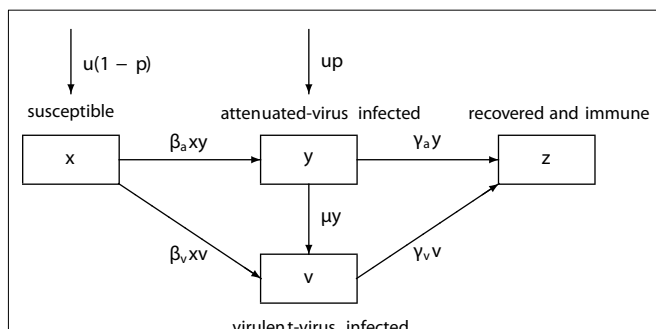 u(1 − p)
up
susceptible
attenuated-virus infected
recovered and immune
x
βₐxy
y
γₐy
z
μy
βᵥxv
γᵥv
v
virulent-virus infected